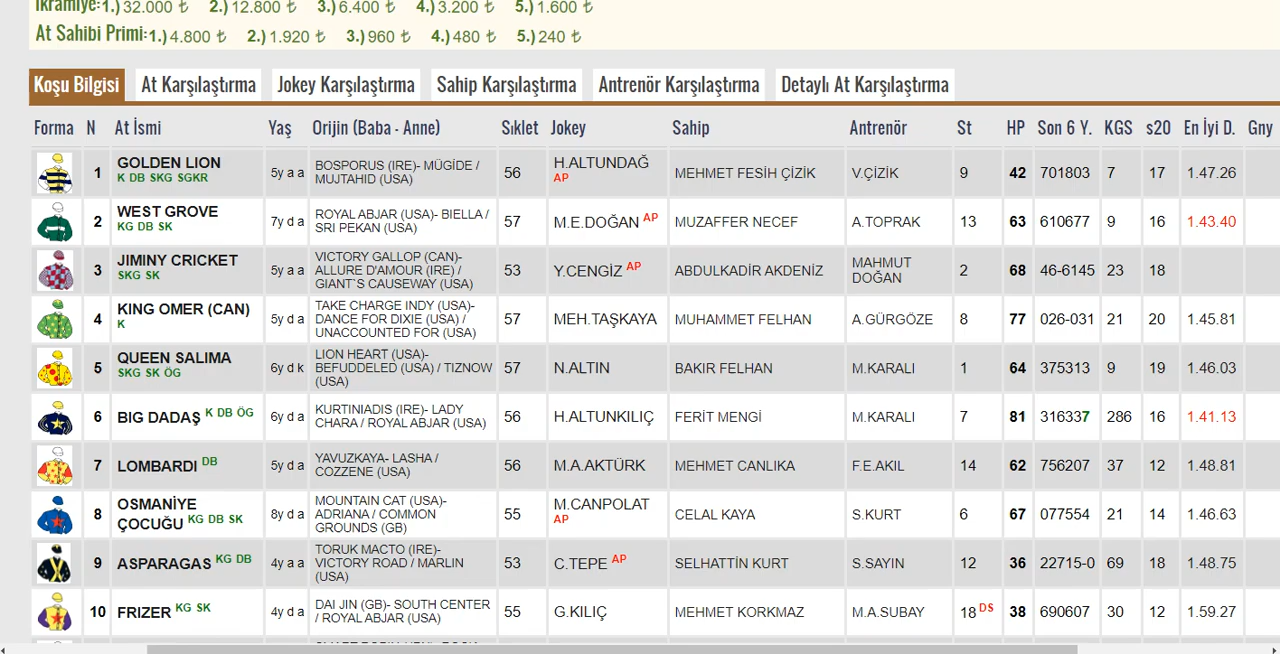 İkramiye:1.) 32.000 ₺ 2.) 12.800 ₺ 3.) 6.400 ₺ 4.) 3.200 ₺ 5.) 1.600 ₺
At Sahibi Primi:1.) 4.800 ₺ 2.) 1.920 ₺ 3.) 960 ₺ 4.) 480 ₺ 5.) 240 ₺
Koşu Bilgisi At Karşılaştırma Jokey Karşılaştırma Sahip Karşılaştırma Antrenör Karşılaştırma Detaylı At Karşılaştırma
Forma N At İsmi Yaş Orijin (Baba - Anne) Sıklet Jokey Sahip Antrenör St HP Son 6 Y. KGS s20 En İyi D. Gny
1 GOLDEN LION K DB SKG SGKR 5y a a BOSPORUS (IRE)- MÜGİDE / MUJTAHID (USA) 56 H.ALTUNDAĞ AP MEHMET FESİH ÇİZİK V.ÇİZİK 9 42 701803 7 17 1.47.26
2 WEST GROVE KG DB SK 7y d a ROYAL ABJAR (USA)- BIELLA / SRI PEKAN (USA) 57 M.E.DOĞAN AP MUZAFFER NECEF A.TOPRAK 13 63 610677 9 16 1.43.40
3 JIMINY CRICKET SKG SK 5y a a VICTORY GALLOP (CAN)- ALLURE D'AMOUR (IRE) / GIANT`S CAUSEWAY (USA) 53 Y.CENGİZ AP ABDULKADİR AKDENİZ MAHMUT DOĞAN 2 68 46-6145 23 18
4 KING OMER (CAN) K 5y d a TAKE CHARGE INDY (USA)- DANCE FOR DIXIE (USA) / UNACCOUNTED FOR (USA) 57 MEH.TAŞKAYA MUHAMMET FELHAN A.GÜRGÖZE 8 77 026-031 21 20 1.45.81
5 QUEEN SALIMA SKG SK ÖG 6y d k LION HEART (USA)- BEFUDDELED (USA) / TIZNOW (USA) 57 N.ALTIN BAKIR FELHAN M.KARALI 1 64 375313 9 19 1.46.03
6 BIG DADAŞ K DB ÖG 6y d a KURTINIADIS (IRE)- LADY CHARA / ROYAL ABJAR (USA) 56 H.ALTUNKILIÇ FERİT MENGİ M.KARALI 7 81 316337 286 16 1.41.13
7 LOMBARDI DB 5y d a YAVUZKAYA- LASHA / COZZENE (USA) 56 M.A.AKTÜRK MEHMET CANLIKA F.E.AKIL 14 62 756207 37 12 1.48.81
8 OSMANİYE ÇOCUĞU KG DB SK 8y d a MOUNTAIN CAT (USA)- ADRIANA / COMMON GROUNDS (GB) 55 M.CANPOLAT AP CELAL KAYA S.KURT 6 67 077554 21 14 1.46.63
9 ASPARAGAS KG DB 4y a a TORUK MACTO (IRE)- VICTORY ROAD / MARLIN (USA) 53 C.TEPE AP SELHATTİN KURT S.SAYIN 12 36 22715-0 69 18 1.48.75
10 FRIZER KG SK 4y d a DAI JIN (GB)- SOUTH CENTER / ROYAL ABJAR (USA) 55 G.KILIÇ MEHMET KORKMAZ M.A.SUBAY 18 DS 38 690607 30 12 1.59.27